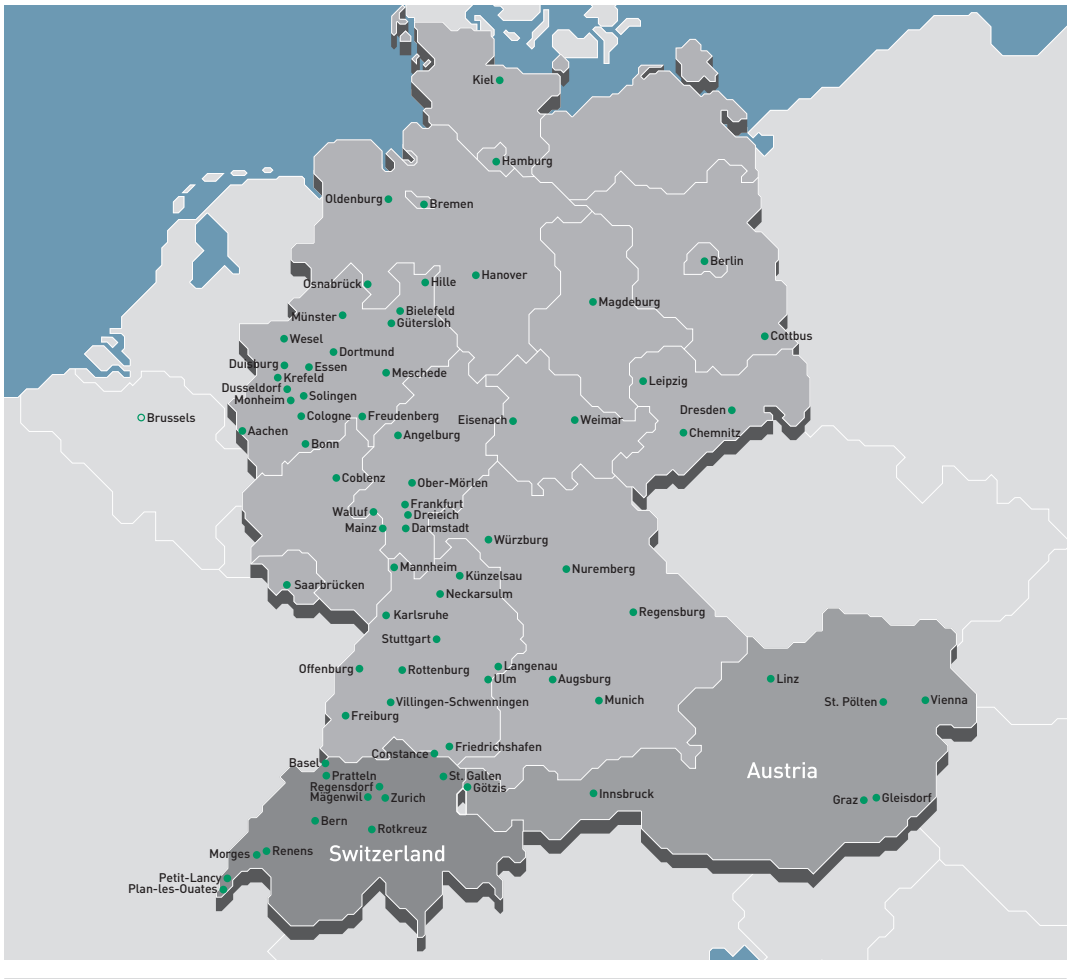 Kiel
Hamburg
Oldenburg
Bremen
Berlin
Hanover
Osnabrück
Hille
Magdeburg
Bielefeld
Münster
Gütersloh
Cottbus
Wesel
Dortmund
Duisburg
Essen
Meschede
Krefeld
Leipzig
Dusseldorf
Solingen
Monheim
Dresden
Brussels
Cologne
Freudenberg
Eisenach
Weimar
Aachen
Angelburg
Chemnitz
Bonn
Coblenz
Ober-Mörlen
Frankfurt
Walluf
Dreieich
Mainz
Darmstadt
Würzburg
Mannheim
Nuremberg
Künzelsau
Saarbrücken
Neckarsulm
Karlsruhe
Regensburg
Stuttgart
Offenburg
Rottenburg
Langenau
Ulm
Augsburg
Linz
Villingen-Schwenningen
Munich
St. Pölten
Vienna
Freiburg
Friedrichshafen
Constance
Basel
Pratteln
St. Gallen
Austria
Regensdorf
Götzis
Mägenwil
Zurich
Innsbruck
Graz
Gleisdorf
Bern
Rotkreuz
Switzerland
Morges
Renens
Petit-Lancy
Plan-les-Ouates